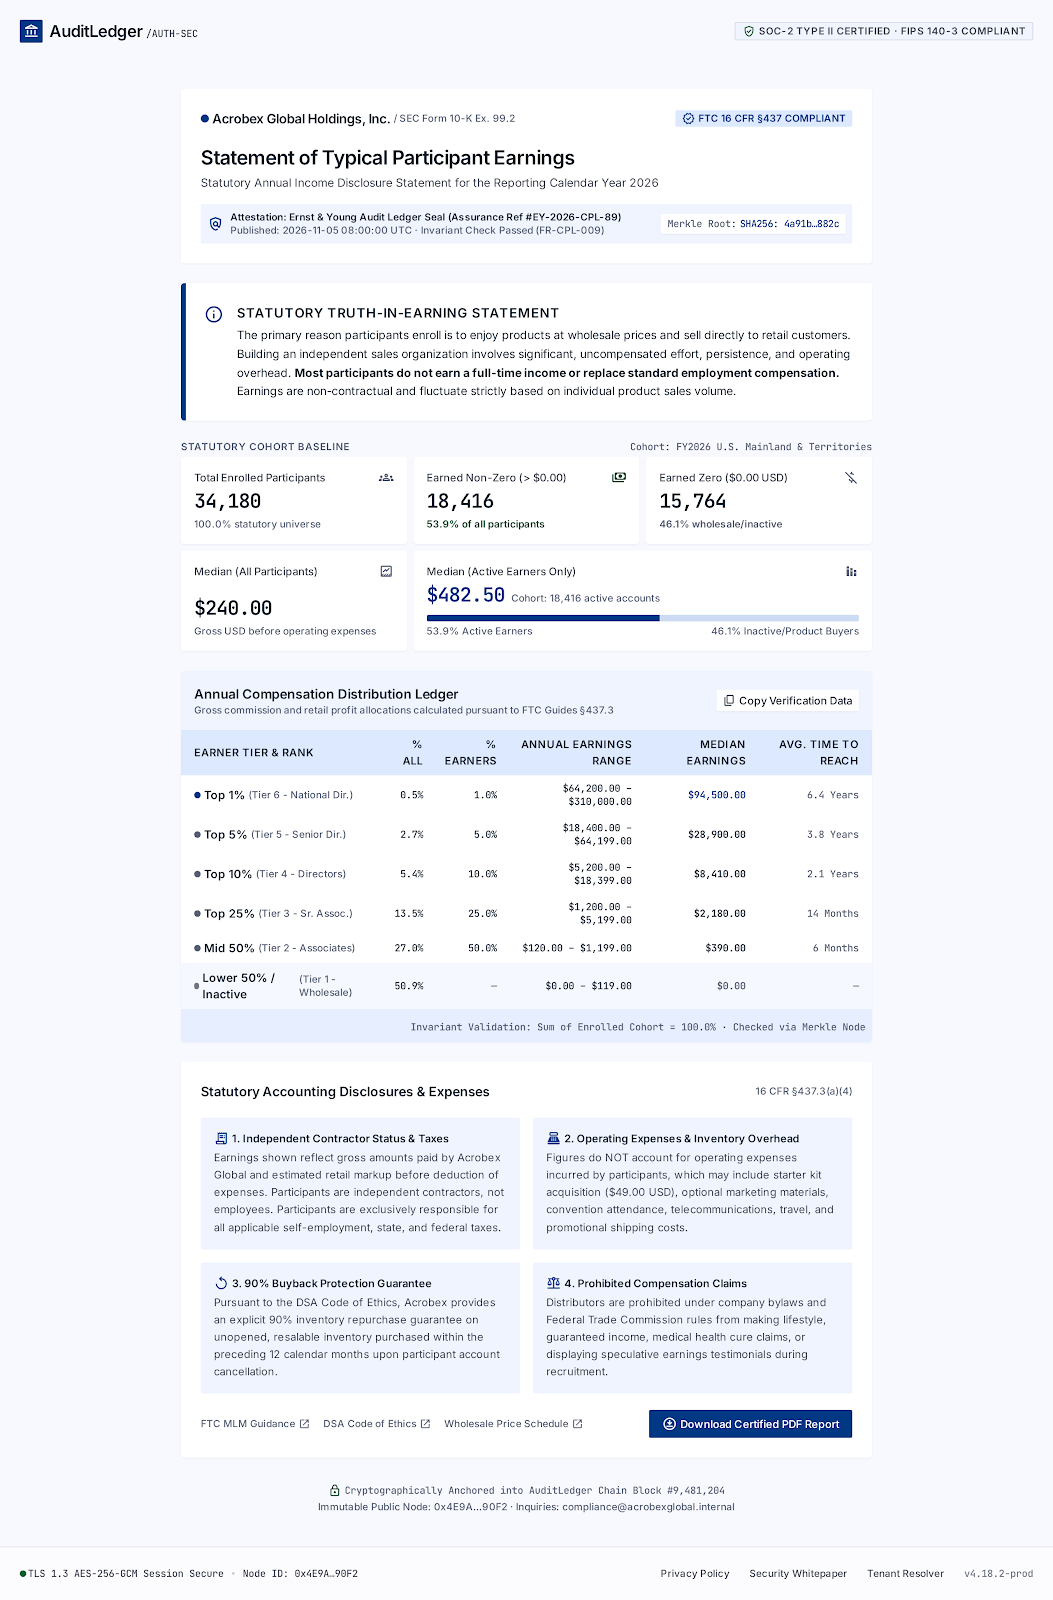 AuditLedger /AUTH-SEC
SOC-2 TYPE II CERTIFIED · FIPS 140-3 COMPLIANT
Acrobex Global Holdings, Inc. / SEC Form 10-K Ex. 99.2
FTC 16 CFR §437 COMPLIANT
Statement of Typical Participant Earnings
Statutory Annual Income Disclosure Statement for the Reporting Calendar Year 2026
Attestation: Ernst & Young Audit Ledger Seal (Assurance Ref #EY-2026-CPL-89)
Published: 2026-11-05 08:00:00 UTC · Invariant Check Passed (FR-CPL-009)
Merkle Root: SHA256: 4a91b…882c
STATUTORY TRUTH-IN-EARNING STATEMENT
The primary reason participants enroll is to enjoy products at wholesale prices and sell directly to retail customers.
Building an independent sales organization involves significant, uncompensated effort, persistence, and operating
overhead. Most participants do not earn a full-time income or replace standard employment compensation.
Earnings are non-contractual and fluctuate strictly based on individual product sales volume.
STATUTORY COHORT BASELINE
Cohort: FY2026 U.S. Mainland & Territories
Total Enrolled Participants
34,180
100.0% statutory universe
Earned Non-Zero (> $0.00)
18,416
53.9% of all participants
Earned Zero ($0.00 USD)
15,764
46.1% wholesale/inactive
Median (All Participants)
$240.00
Gross USD before operating expenses
Median (Active Earners Only)
$482.50 Cohort: 18,416 active accounts
53.9% Active Earners
46.1% Inactive/Product Buyers
Annual Compensation Distribution Ledger
Gross commission and retail profit allocations calculated pursuant to FTC Guides §437.3
Copy Verification Data
EARNER TIER & RANK
% ALL
% EARNERS
ANNUAL EARNINGS RANGE
MEDIAN EARNINGS
AVG. TIME TO REACH
Top 1% (Tier 6 - National Dir.) 0.5% 1.0% $64,200.00 – $310,000.00 $94,500.00 6.4 Years
Top 5% (Tier 5 - Senior Dir.) 2.7% 5.0% $18,400.00 – $64,199.00 $28,900.00 3.8 Years
Top 10% (Tier 4 - Directors) 5.4% 10.0% $5,200.00 – $18,399.00 $8,410.00 2.1 Years
Top 25% (Tier 3 - Sr. Assoc.) 13.5% 25.0% $1,200.00 – $5,199.00 $2,180.00 14 Months
Mid 50% (Tier 2 - Associates) 27.0% 50.0% $120.00 – $1,199.00 $390.00 6 Months
Lower 50% / Inactive (Tier 1 - Wholesale) 50.9% — $0.00 – $119.00 $0.00 —
Invariant Validation: Sum of Enrolled Cohort = 100.0% · Checked via Merkle Node
Statutory Accounting Disclosures & Expenses
16 CFR §437.3(a)(4)
1. Independent Contractor Status & Taxes
Earnings shown reflect gross amounts paid by Acrobex
Global and estimated retail markup before deduction of
expenses. Participants are independent contractors, not
employees. Participants are exclusively responsible for
all applicable self-employment, state, and federal taxes.
2. Operating Expenses & Inventory Overhead
Figures do NOT account for operating expenses
incurred by participants, which may include starter kit
acquisition ($49.00 USD), optional marketing materials,
convention attendance, telecommunications, travel, and
promotional shipping costs.
3. 90% Buyback Protection Guarantee
Pursuant to the DSA Code of Ethics, Acrobex provides
an explicit 90% inventory repurchase guarantee on
unopened, resalable inventory purchased within the
preceding 12 calendar months upon participant account
cancellation.
4. Prohibited Compensation Claims
Distributors are prohibited under company bylaws and
Federal Trade Commission rules from making lifestyle,
guaranteed income, medical health cure claims, or
displaying speculative earnings testimonials during
recruitment.
FTC MLM Guidance
DSA Code of Ethics
Wholesale Price Schedule
Download Certified PDF Report
Cryptographically Anchored into AuditLedger Chain Block #9,481,204
Immutable Public Node: 0x4E9A...90F2 · Inquiries: compliance@acrobexglobal.internal
TLS 1.3 AES-256-GCM Session Secure · Node ID: 0x4E9A…90F2
Privacy Policy
Security Whitepaper
Tenant Resolver
v4.18.2-prod